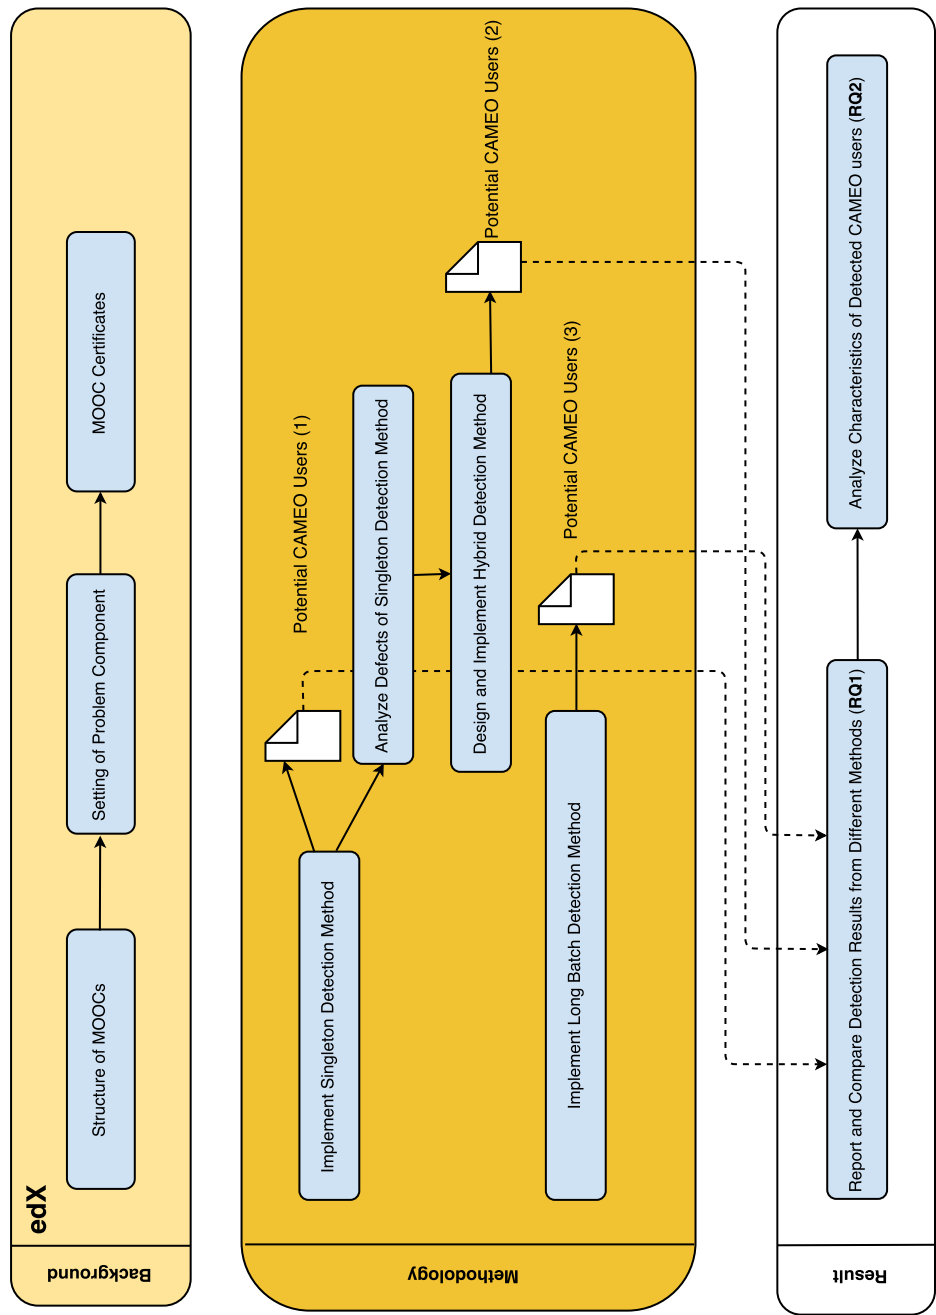 Background
edX
Structure of MOOCs
Setting of Problem Component
MOOC Certificates
Methodology
Implement Singleton Detection Method
Potential CAMEO Users (1)
Analyze Defects of Singleton Detection Method
Design and Implement Hybrid Detection Method
Potential CAMEO Users (2)
Implement Long Batch Detection Method
Potential CAMEO Users (3)
Result
Report and Compare Detection Results from Different Methods (RQ1)
Analyze Characteristics of Detected CAMEO users (RQ2)